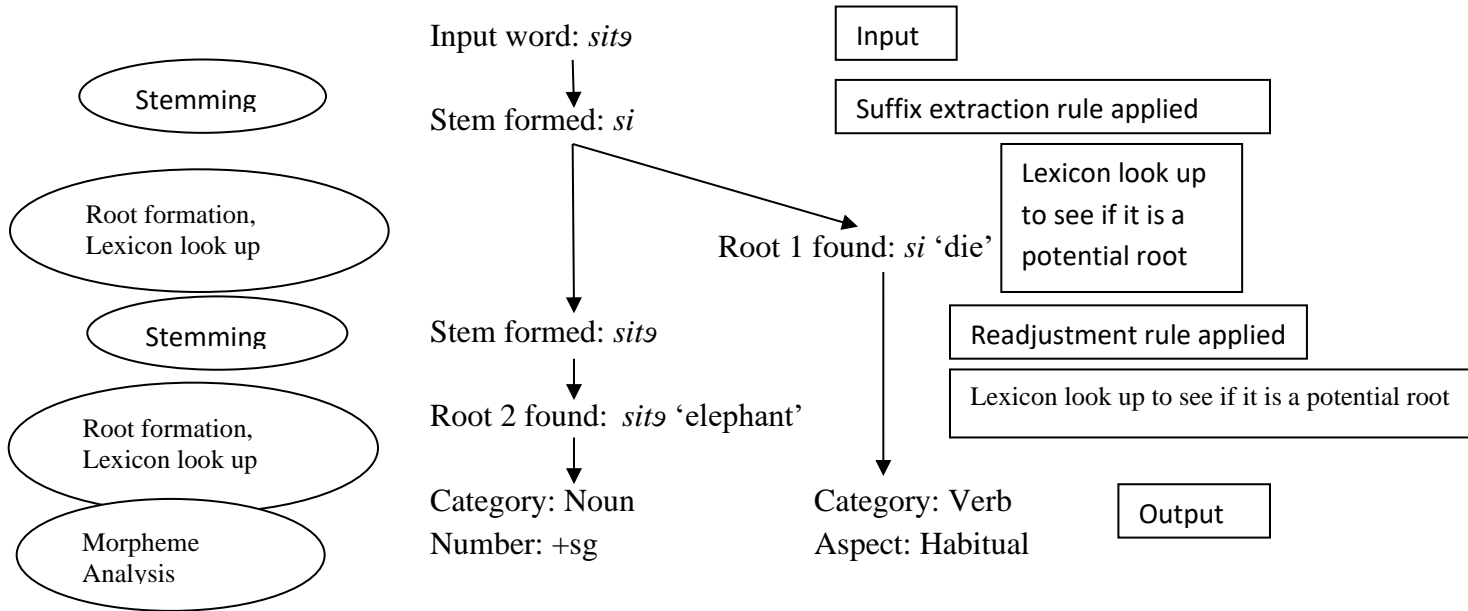 Input word: sitɘ
Input
Stemming
Stem formed: si
Suffix extraction rule applied
Root formation,
Lexicon look up
Root 1 found: si ‘die’
Lexicon look up
to see if it is a
potential root
Stemming
Stem formed: sitɘ
Readjustment rule applied
Root formation,
Lexicon look up
Root 2 found: sitɘ ‘elephant’
Lexicon look up to see if it is a potential root
Category: Noun
Number: +sg
Category: Verb
Aspect: Habitual
Output
Morpheme
Analysis